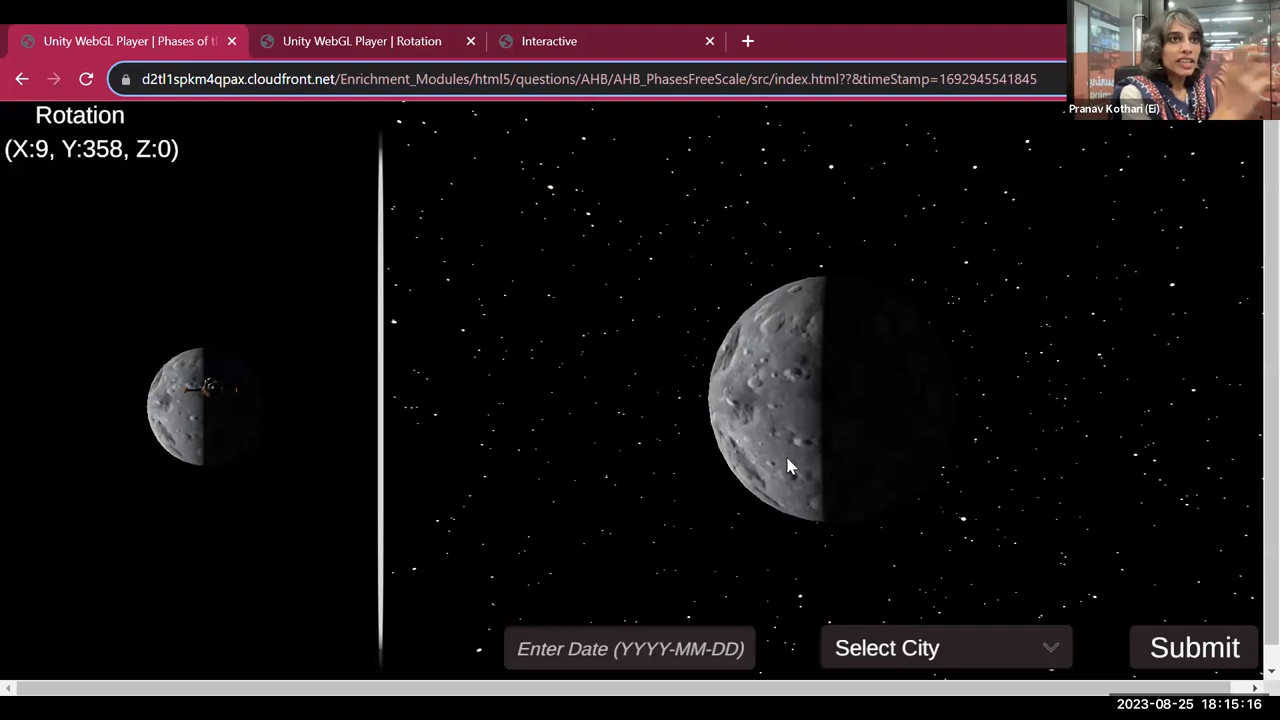 Unity WebGL Player | Phases of t
Unity WebGL Player | Rotation
Interactive
d2tl1spkm4qpax.cloudfront.net/Enrichment_Modules/html5/questions/AHB/AHB_PhasesFreeScale/src/index.html??&timeStamp=1692945541845
Pranav Kothari (Ei)
Rotation
(X:9, Y:358, Z:0)
Enter Date (YYYY-MM-DD)
Select City
Submit
2023-08-25 18:15:16